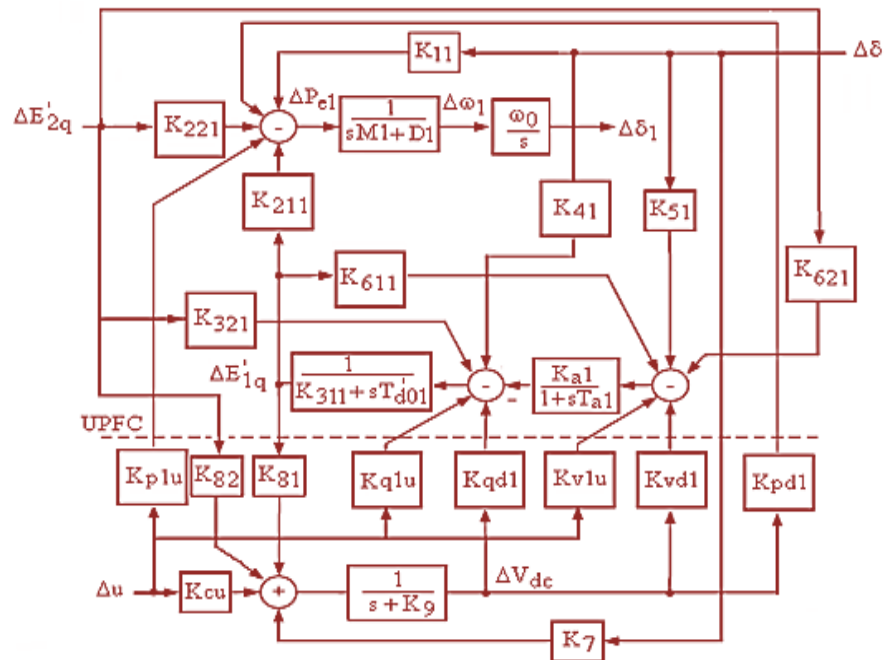 K11
Δδ
ΔE'2q
K221
-
ΔPe1
1
sM1+D1
Δω1
ω0
s
Δδ1
K211
K41
K51
K611
K621
K321
ΔE'1q
1
K311+sT'd01
-
-
Ka1
1+sTa1
-
UPFC
Kp1u
K82
K81
Kq1u
Kqd1
Kv1u
Kvd1
Kpd1
Δu
Kcu
+
1
s+K9
ΔVdc
K7